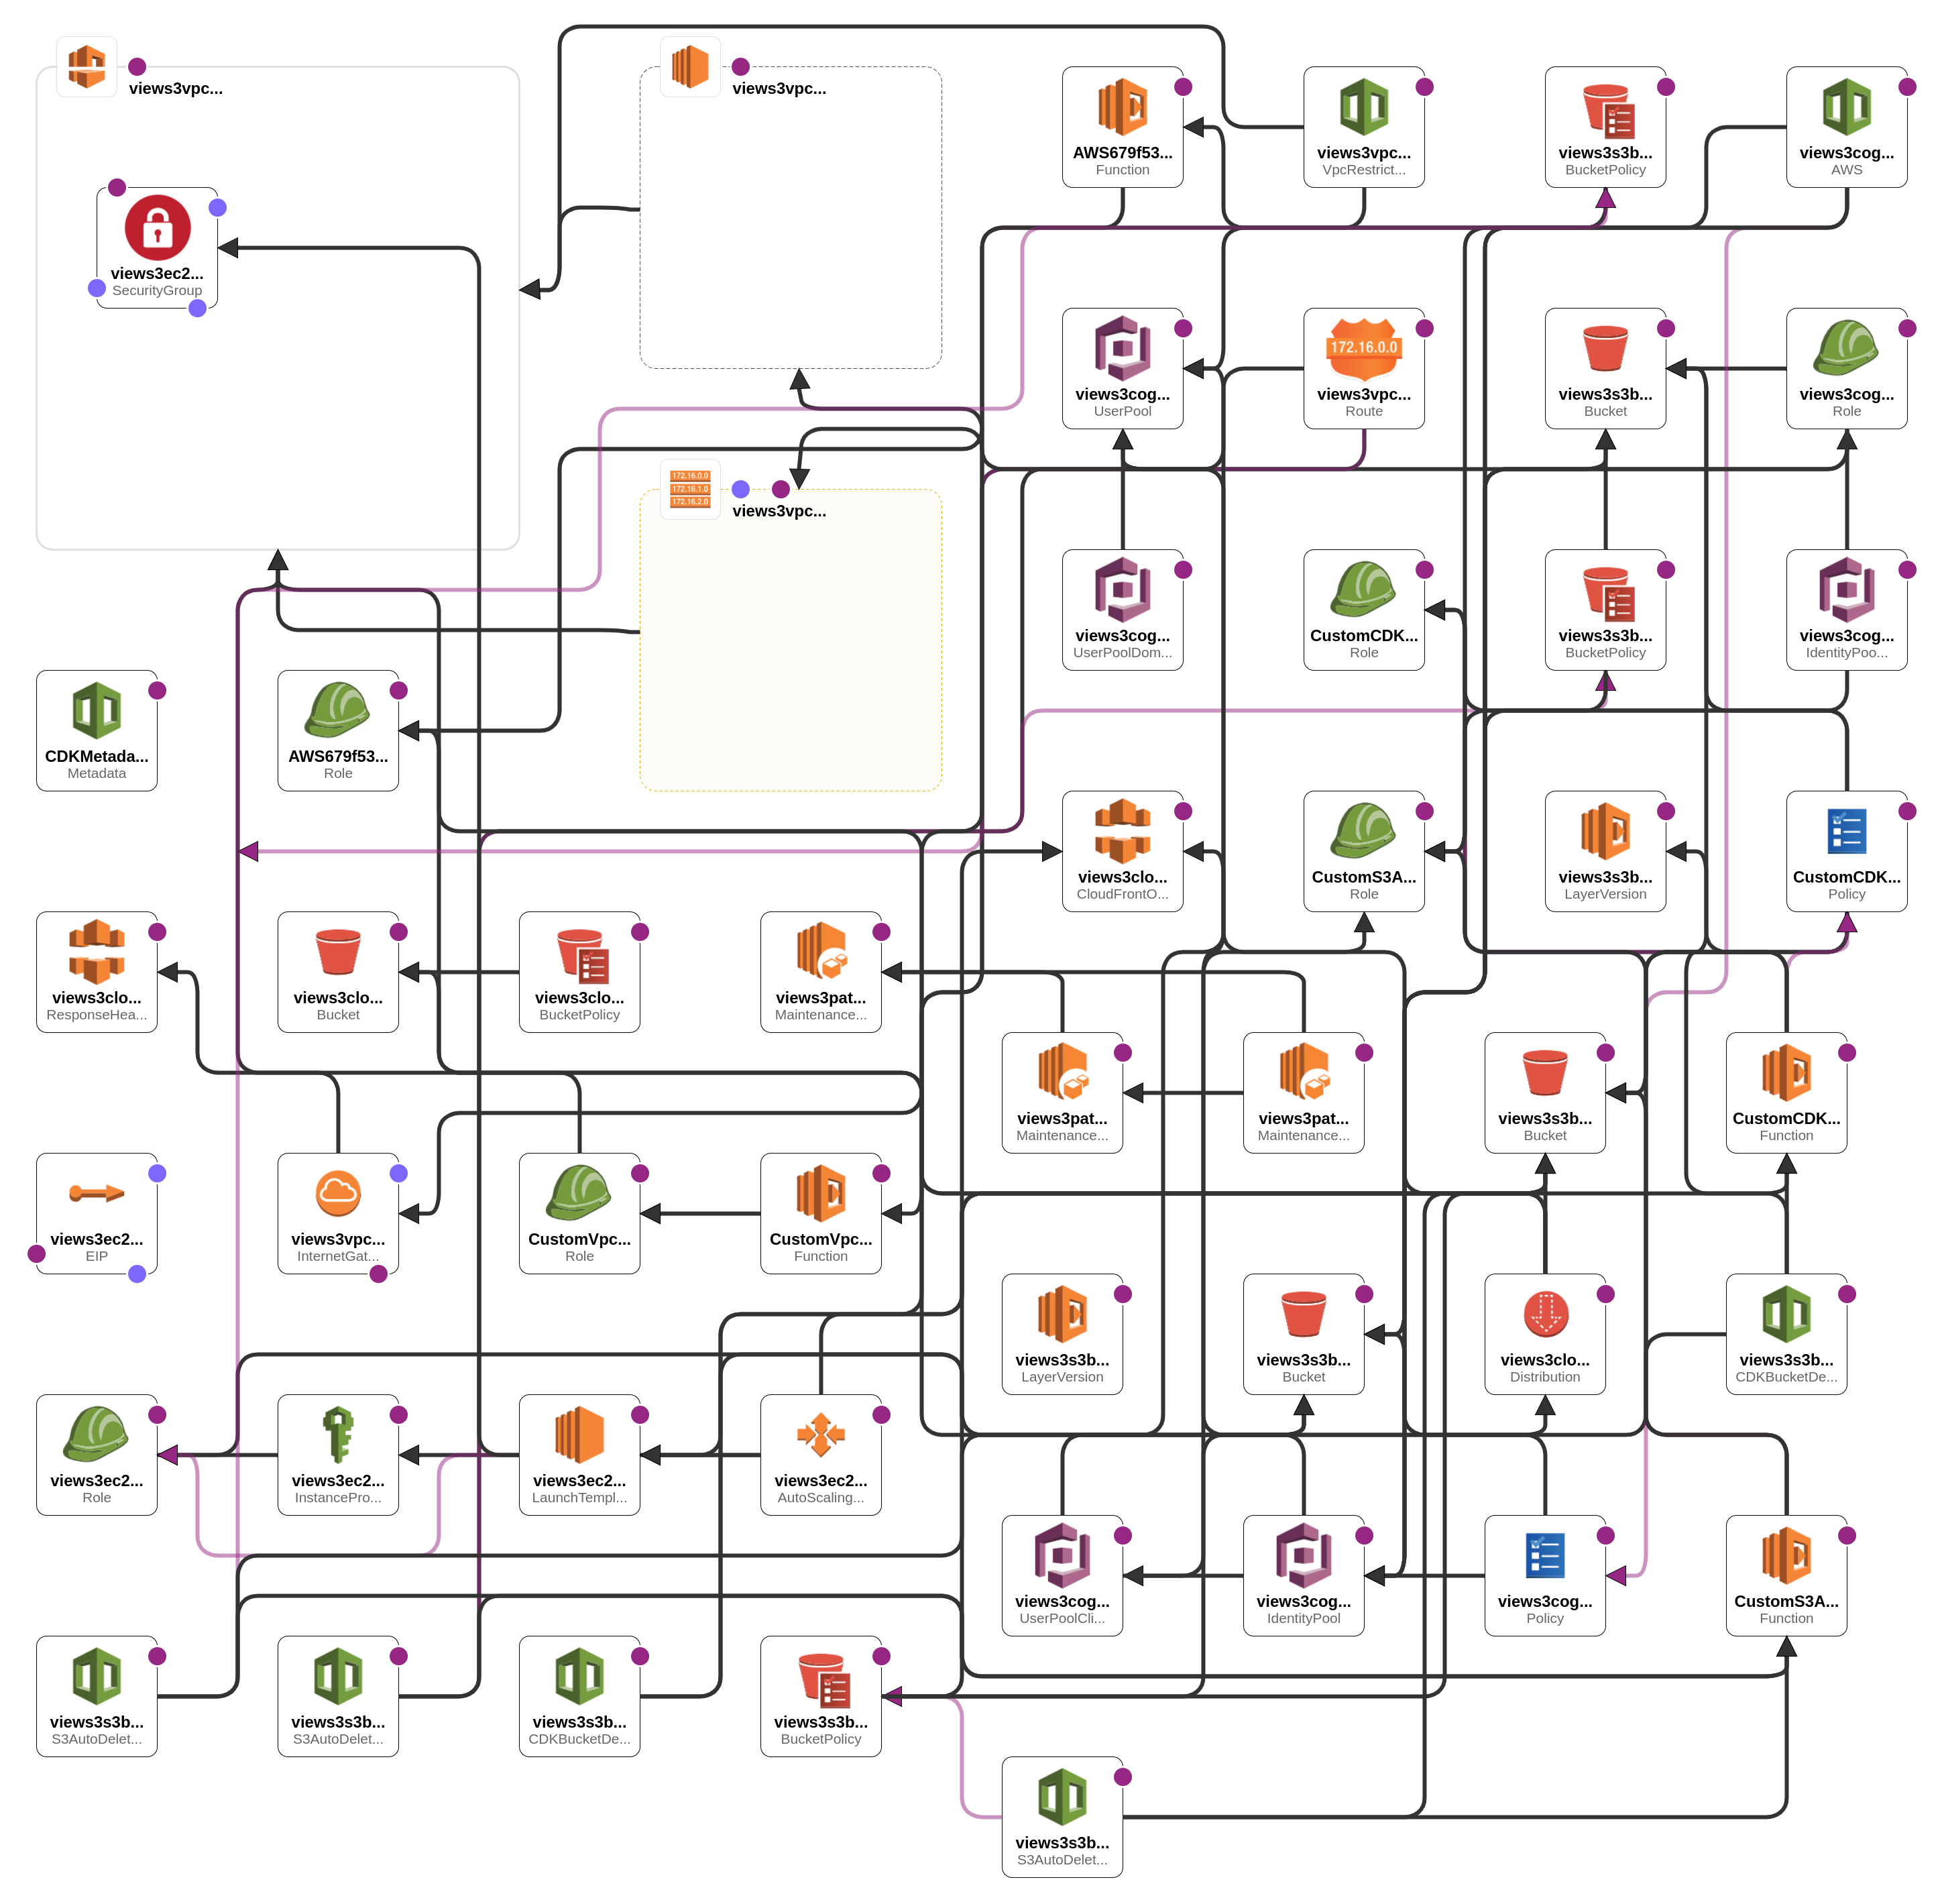 views3vpc...
views3vpc...
AWS679f53...
Function
views3vpc...
VpcRestrict...
views3s3b...
BucketPolicy
views3cog...
AWS
views3ec2...
SecurityGroup
views3cog...
UserPool
172.16.0.0
views3vpc...
Route
views3s3b...
Bucket
views3cog...
Role
172.16.0.0
172.16.1.0
172.16.2.0
views3vpc...
views3cog...
UserPoolDom...
CustomCDK...
Role
views3s3b...
BucketPolicy
views3cog...
IdentityPoo...
CDKMetada...
Metadata
AWS679f53...
Role
views3clo...
CloudFrontO...
CustomS3A...
Role
views3s3b...
LayerVersion
CustomCDK...
Policy
views3clo...
ResponseHea...
views3clo...
Bucket
views3clo...
BucketPolicy
views3pat...
Maintenance...
views3pat...
Maintenance...
views3pat...
Maintenance...
views3s3b...
Bucket
CustomCDK...
Function
views3ec2...
EIP
views3vpc...
InternetGat...
CustomVpc...
Role
CustomVpc...
Function
views3s3b...
LayerVersion
views3s3b...
Bucket
views3clo...
Distribution
views3s3b...
CDKBucketDe...
views3ec2...
Role
views3ec2...
InstancePro...
views3ec2...
LaunchTempl...
views3ec2...
AutoScaling...
views3cog...
UserPoolCli...
views3cog...
IdentityPool
views3cog...
Policy
CustomS3A...
Function
views3s3b...
S3AutoDelet...
views3s3b...
S3AutoDelet...
views3s3b...
CDKBucketDe...
views3s3b...
BucketPolicy
views3s3b...
S3AutoDelet...